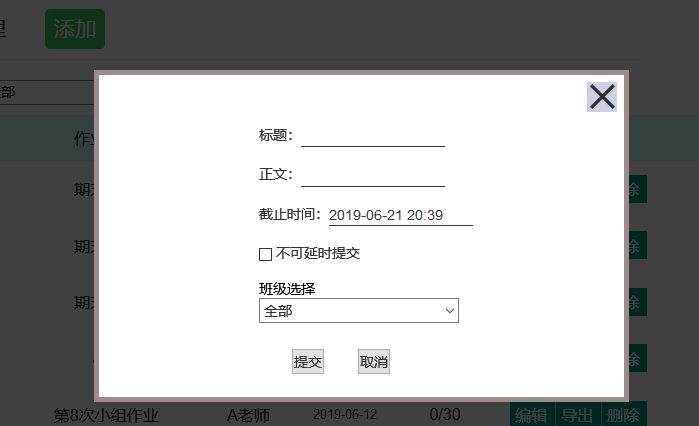 添加
部
标题：
作
正文：
期
除
截止时间：2019-06-21 20:39
期
除
不可延时提交
班级选择
期
除
全部
提交 取消
除
第8次小组作业 A老师 2019-06-12 0/30 编辑 导出 删除